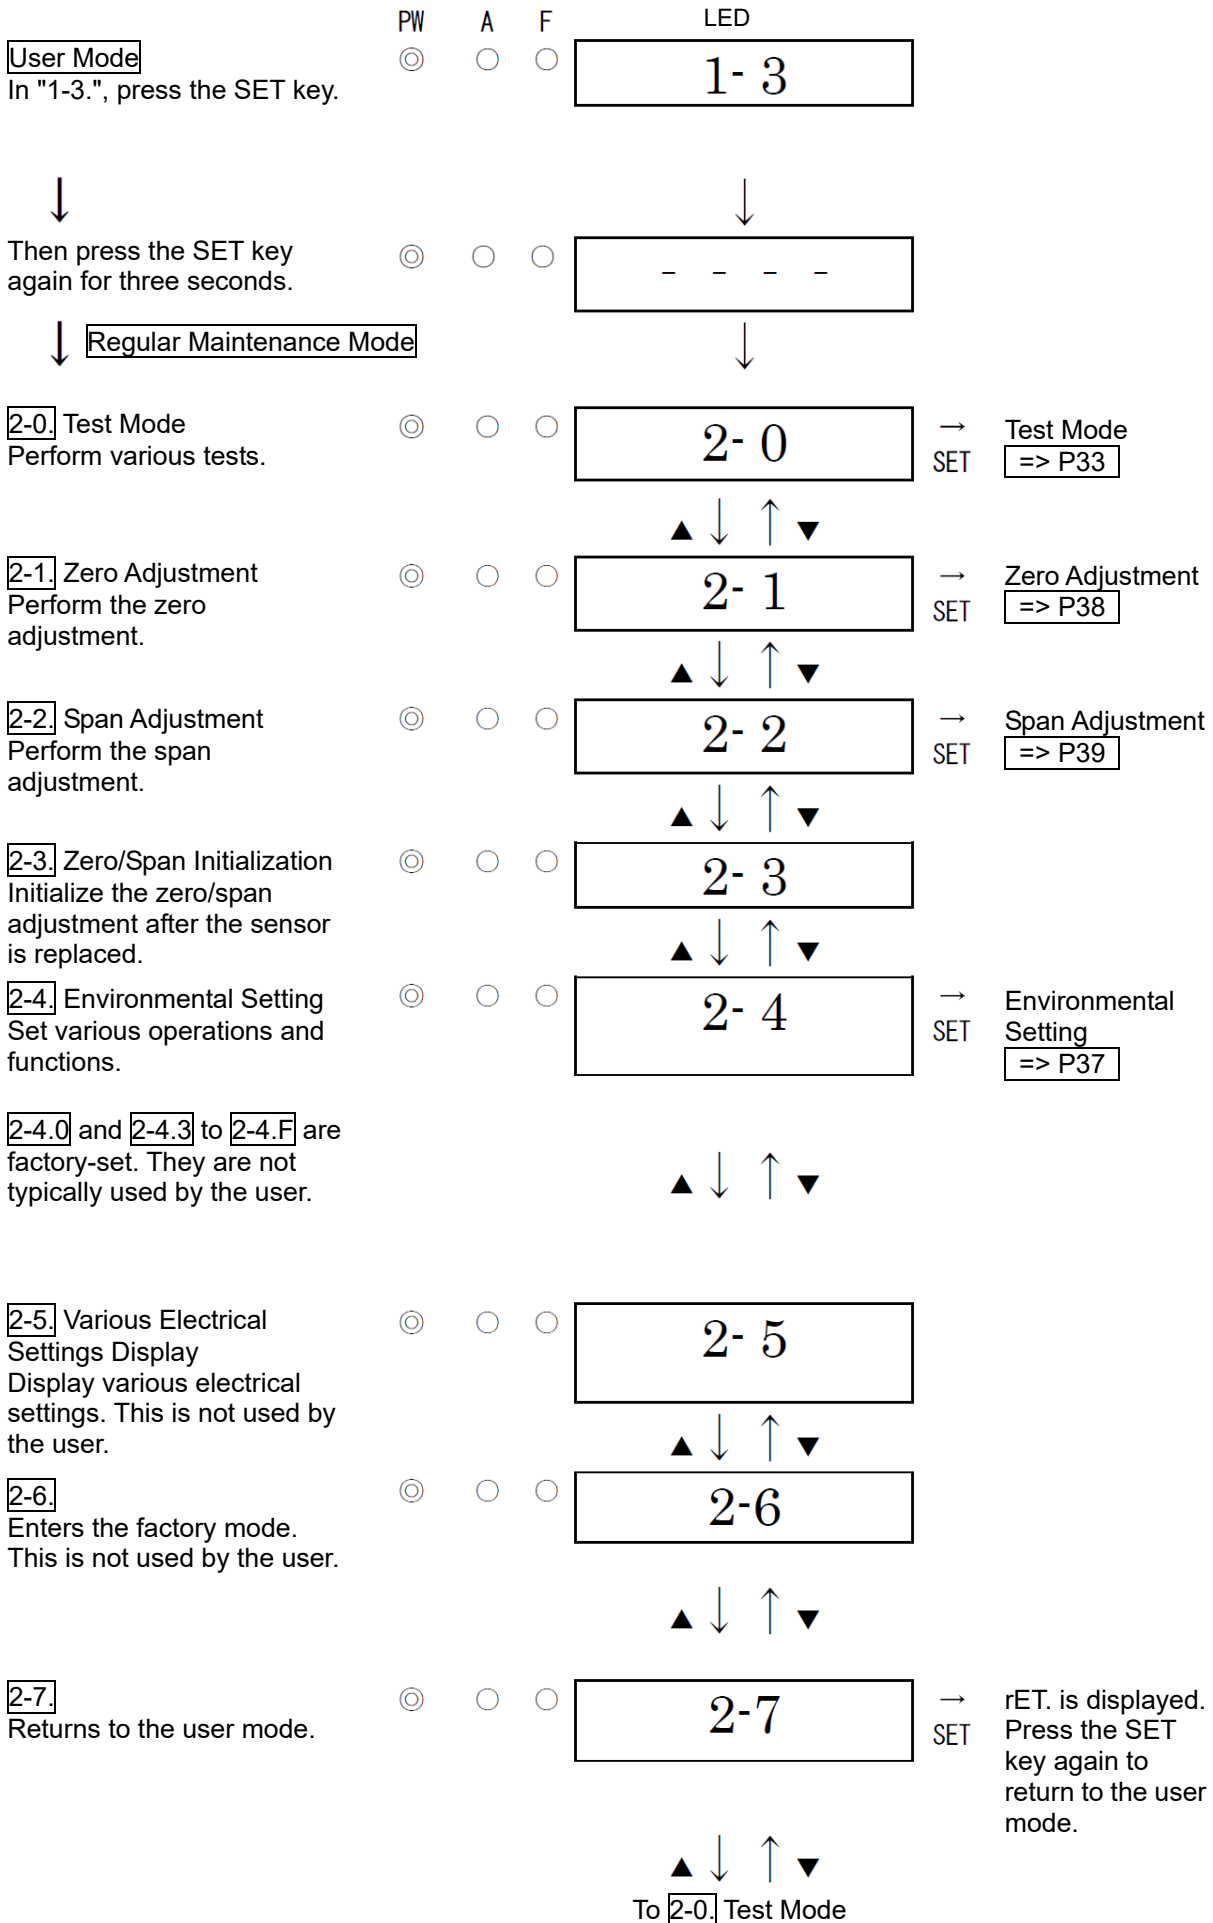 PW A F LED
User Mode
In "1-3.", press the SET key.
◎ ○ ○ 1- 3
↓ ↓
Then press the SET key
again for three seconds.
◎ ○ ○ - - - -
↓ Regular Maintenance Mode ↓
2-0. Test Mode
Perform various tests.
◎ ○ ○ 2- 0
→ SET
Test Mode
=> P33
▲ ↓ ↑ ▼
2-1. Zero Adjustment
Perform the zero
adjustment.
◎ ○ ○ 2- 1
→ SET
Zero Adjustment
=> P38
▲ ↓ ↑ ▼
2-2. Span Adjustment
Perform the span
adjustment.
◎ ○ ○ 2- 2
→ SET
Span Adjustment
=> P39
▲ ↓ ↑ ▼
2-3. Zero/Span Initialization
Initialize the zero/span
adjustment after the sensor
is replaced.
◎ ○ ○ 2- 3
▲ ↓ ↑ ▼
2-4. Environmental Setting
Set various operations and
functions.
◎ ○ ○ 2- 4
→ SET
Environmental
Setting
=> P37
2-4.0 and 2-4.3 to 2-4.F are
factory-set. They are not
typically used by the user.
▲ ↓ ↑ ▼
2-5. Various Electrical
Settings Display
Display various electrical
settings. This is not used by
the user.
◎ ○ ○ 2- 5
▲ ↓ ↑ ▼
2-6.
Enters the factory mode.
This is not used by the user.
◎ ○ ○ 2-6
▲ ↓ ↑ ▼
2-7.
Returns to the user mode.
◎ ○ ○ 2-7
→ SET
rET. is displayed.
Press the SET
key again to
return to the user
mode.
▲ ↓ ↑ ▼
To 2-0. Test Mode